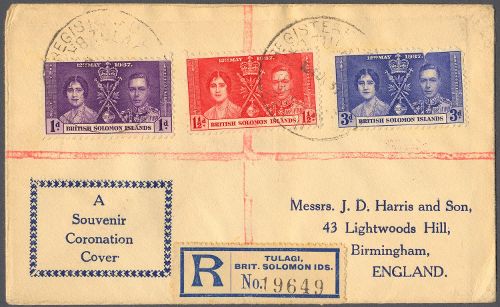 REGISTERED
REGISTERED
12TH MAY 1937.
1d BRITISH SOLOMON ISLANDS 1d
12TH MAY 1937.
1½d BRITISH SOLOMON ISLANDS 1½d
12TH MAY 1937.
3d BRITISH SOLOMON ISLANDS 3d
A
Souvenir
Coronation
Cover
Messrs. J. D. Harris and Son,
43 Lightwoods Hill,
Birmingham,
ENGLAND.
R
TULAGI,
BRIT. SOLOMON IDS.
No. 19649